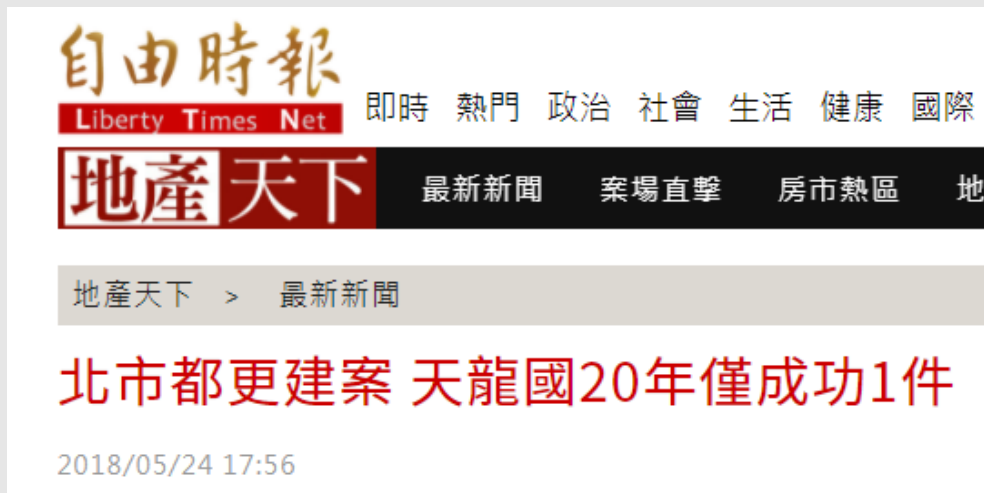 自由時報
Liberty Times Net
即時 熱門 政治 社會 生活 健康 國際
地產天下
最新新聞 案場直擊 房市熱區 地
地產天下 > 最新新聞
北市都更建案 天龍國20年僅成功1件
2018/05/24 17:56